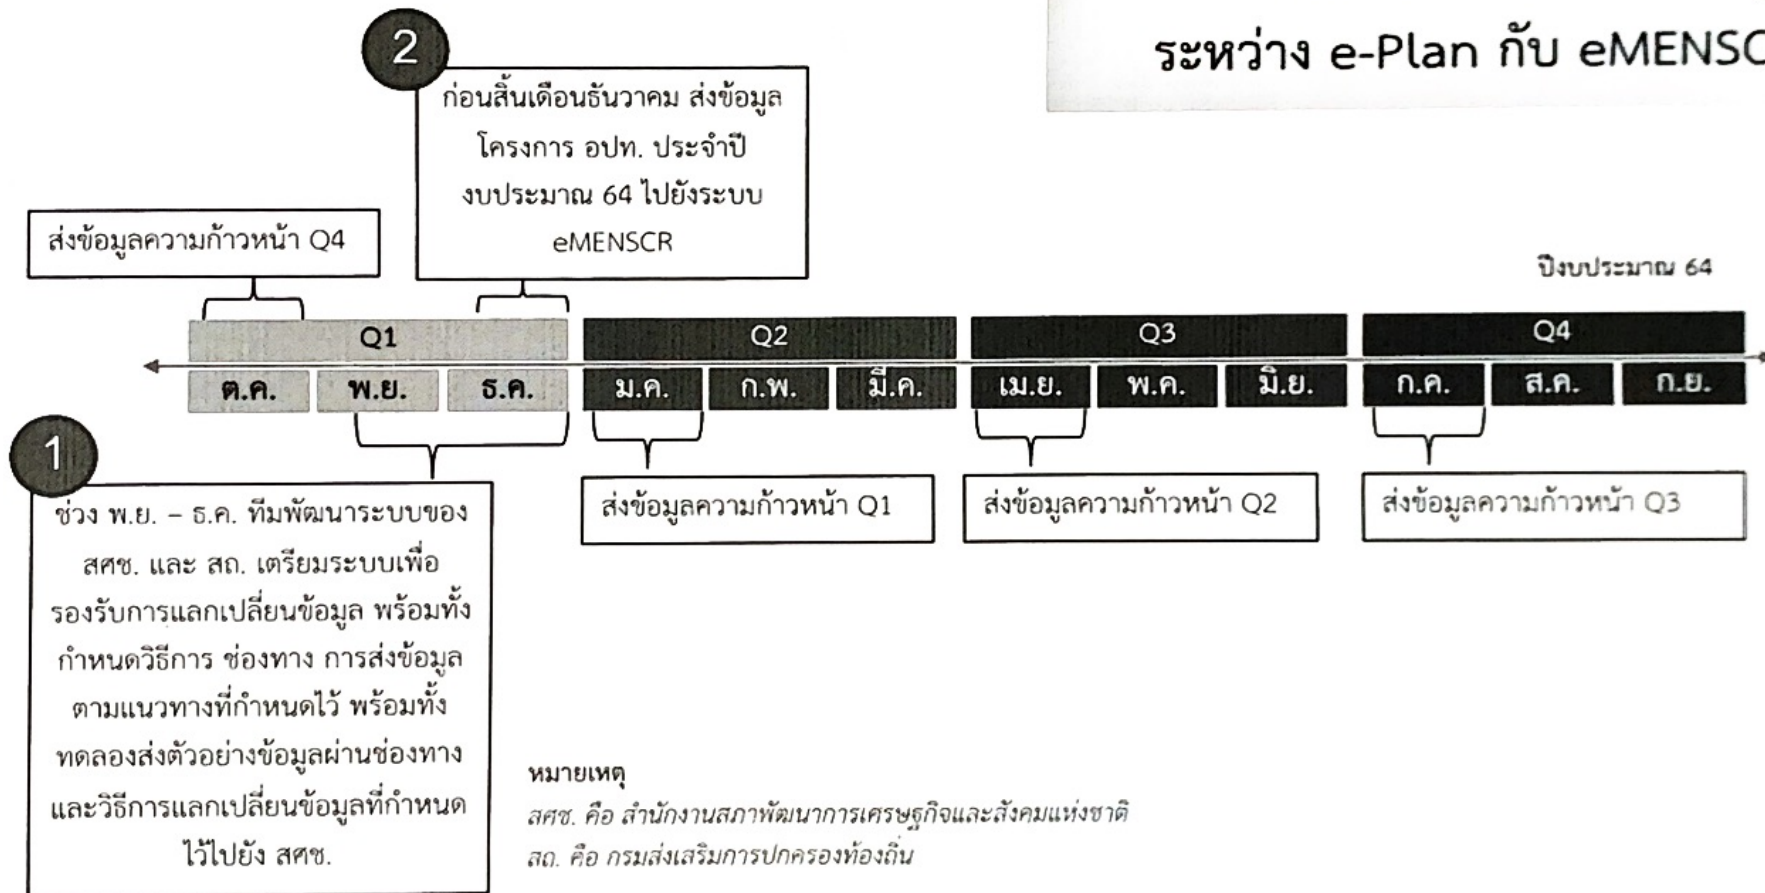 ระหว่าง e-Plan กับ eMENSC
2
ก่อนสิ้นเดือนธันวาคม ส่งข้อมูล
โครงการ อปท. ประจำปี
งบประมาณ 64 ไปยังระบบ
eMENSCR
ส่งข้อมูลความก้าวหน้า Q4
ปีงบประมาณ 64
Q1 Q2 Q3 Q4
ต.ค. พ.ย. ธ.ค. ม.ค. ก.พ. มี.ค. เม.ย. พ.ค. มิ.ย. ก.ค. ส.ค. ก.ย.
1
ช่วง พ.ย. – ธ.ค. ทีมพัฒนาระบบของ
สศช. และ สถ. เตรียมระบบเพื่อ
รองรับการแลกเปลี่ยนข้อมูล พร้อมทั้ง
กำหนดวิธีการ ช่องทาง การส่งข้อมูล
ตามแนวทางที่กำหนดไว้ พร้อมทั้ง
ทดลองส่งตัวอย่างข้อมูลผ่านช่องทาง
และวิธีการแลกเปลี่ยนข้อมูลที่กำหนด
ไว้ไปยัง สศช.
ส่งข้อมูลความก้าวหน้า Q1
ส่งข้อมูลความก้าวหน้า Q2
ส่งข้อมูลความก้าวหน้า Q3
หมายเหตุ
สศช. คือ สำนักงานสภาพัฒนาการเศรษฐกิจและสังคมแห่งชาติ
สถ. คือ กรมส่งเสริมการปกครองท้องถิ่น